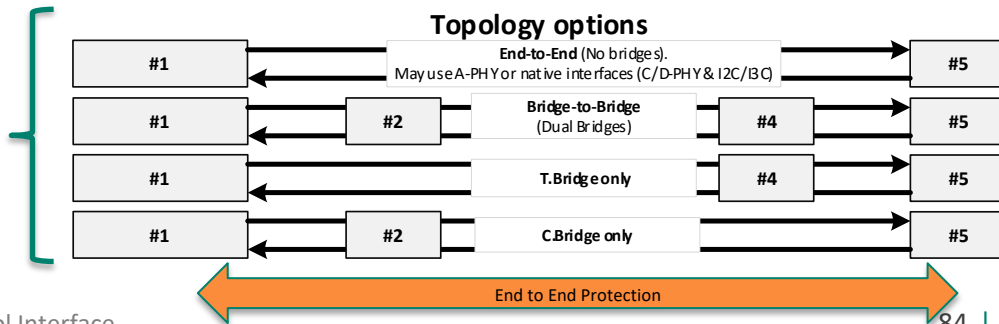 Topology options
#1
End-to-End (No bridges).
May use A-PHY or native interfaces (C/D-PHY & I2C/I3C)
#5
#1
#2
Bridge-to-Bridge
(Dual Bridges)
#4
#5
#1
T.Bridge only
#4
#5
#1
#2
C.Bridge only
#5
End to End Protection
Interface
84 |